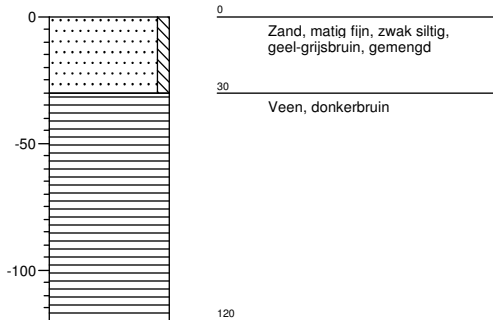 0
0
Zand, matig fijn, zwak siltig,
geel-grijsbruin, gemengd
30
Veen, donkerbruin
-50
-100
120